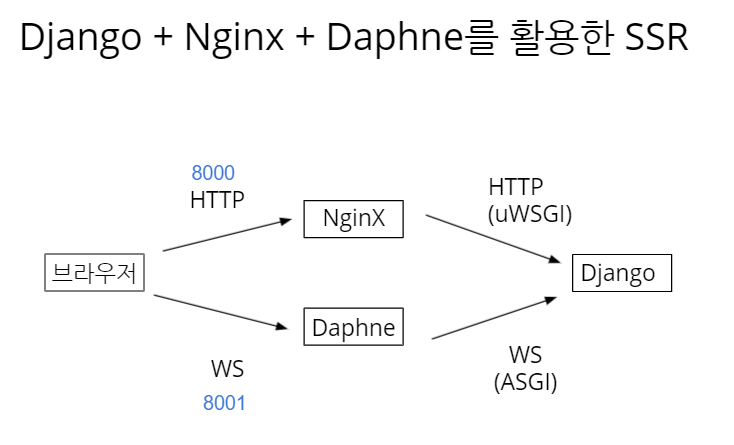 Django + Nginx + Daphne를 활용한 SSR
8000
HTTP
NginX
HTTP
(uWSGI)
브라우저
Django
Daphne
WS
8001
WS
(ASGI)